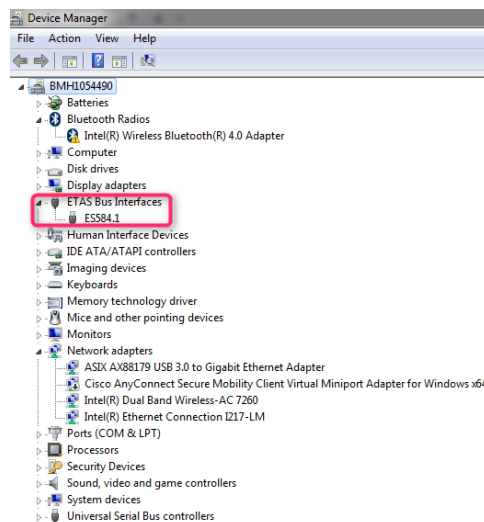 Device Manager
File Action View Help
BMH1054490
Batteries
Bluetooth Radios
Intel(R) Wireless Bluetooth(R) 4.0 Adapter
Computer
Disk drives
Display adapters
ETAS Bus Interfaces
ES584.1
Human Interface Devices
IDE ATA/ATAPI controllers
Imaging devices
Keyboards
Memory technology driver
Mice and other pointing devices
Monitors
Network adapters
ASIX AX88179 USB 3.0 to Gigabit Ethernet Adapter
Cisco AnyConnect Secure Mobility Client Virtual Miniport Adapter for Windows x64
Intel(R) Dual Band Wireless-AC 7260
Intel(R) Ethernet Connection I217-LM
Ports (COM & LPT)
Processors
Security Devices
Sound, video and game controllers
System devices
Universal Serial Bus controllers